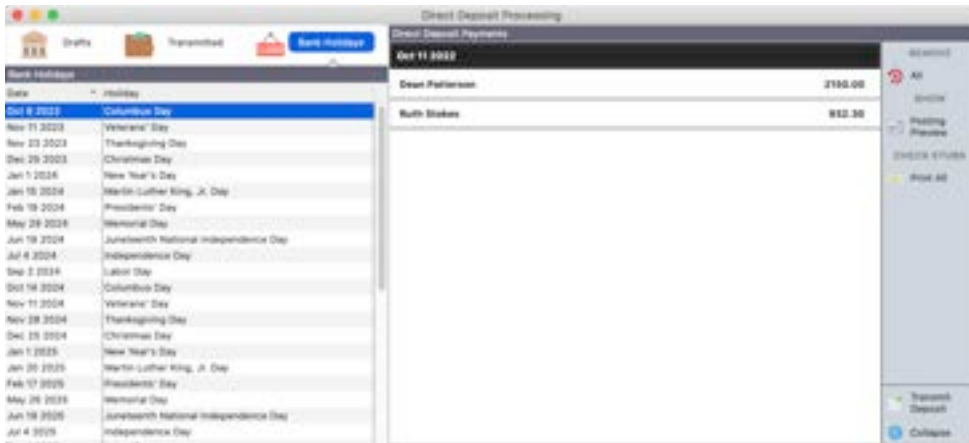 Direct Deposit Processing
Drafts
Transmitted
Bank Holidays
Bank Holidays
Date Holiday
Oct 9 2023 Columbus Day
Nov 11 2023 Veterans' Day
Nov 23 2023 Thanksgiving Day
Dec 25 2023 Christmas Day
Jan 1 2024 New Year's Day
Jan 15 2024 Martin Luther King, Jr. Day
Feb 19 2024 Presidents' Day
May 2024 Memorial Day
Jun 19 2024 Juneteenth National Independence Day
Jul 4 2024 Independence Day
Sep 2 2024 Labor Day
Oct 14 2024 Columbus Day
Nov 11 2024 Veterans' Day
Nov 28 2024 Thanksgiving Day
Dec 25 2024 Christmas Day
Jan 1 2025 New Year's Day
Jan 20 2025 Martin Luther King, Jr. Day
Feb 17 2025 Presidents' Day
May 26 2025 Memorial Day
Jun 19 2025 Juneteenth National Independence Day
Jul 4 2025 Independence Day
Direct Deposit Payments
Oct 11 2022
Dean Patterson
Ruth Stokes
REMOVE
All
SHOW
Posting
Preview
CHECK STUBS
Print All
Transmit
Deposit
Collapse